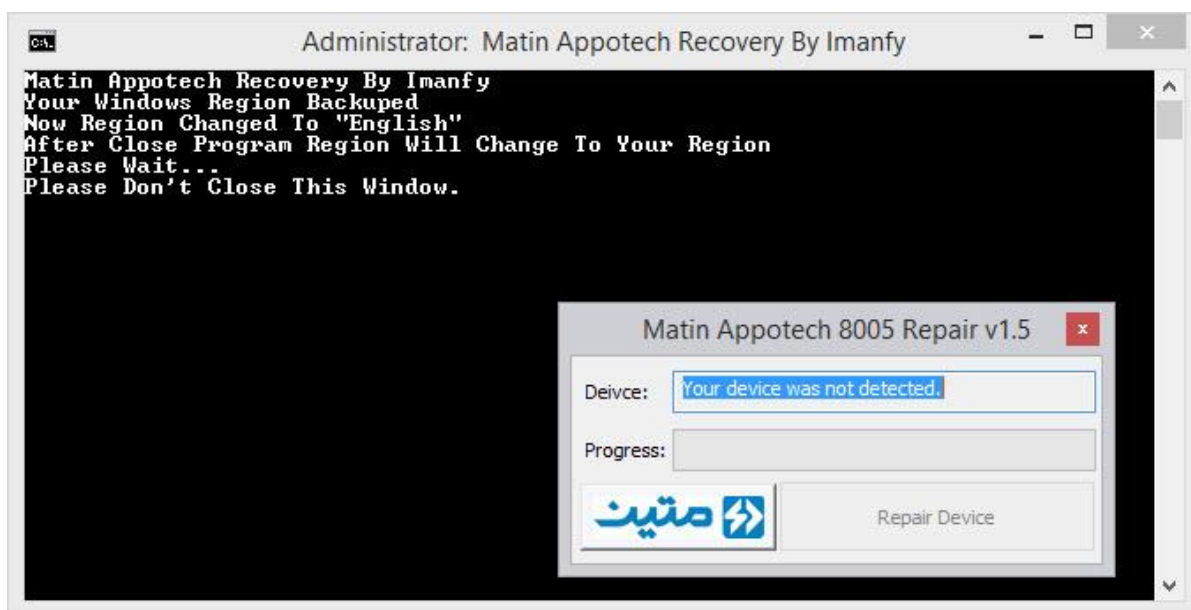 Administrator: Matin Appotech Recovery By Imanfy
Matin Appotech Recovery By Imanfy
Your Windows Region Backuped
Now Region Changed To "English"
After Close Program Region Will Change To Your Region
Please Wait...
Please Don't Close This Window.
Matin Appotech 8005 Repair v1.5
Deivce: Your device was not detected.
Progress:
متین
Repair Device